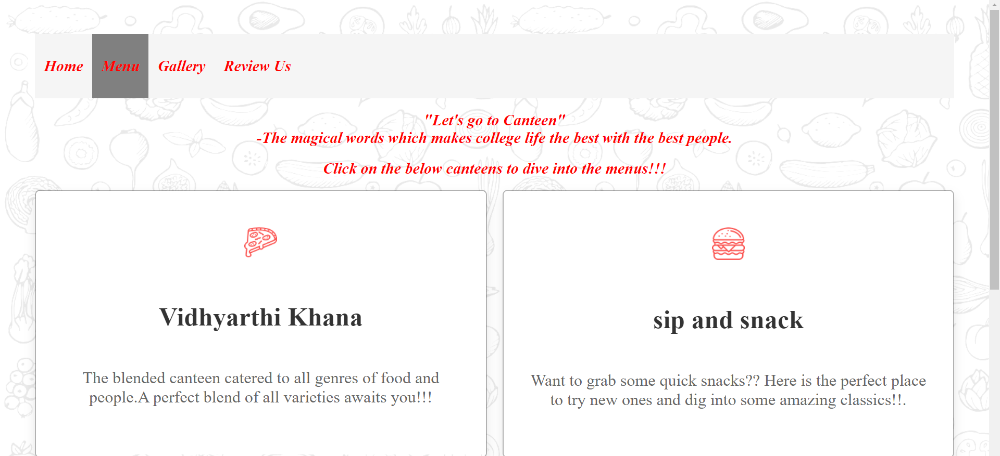 Home Menu Gallery Review Us
"Let's go to Canteen"
-The magical words which makes college life the best with the best people.
Click on the below canteens to dive into the menus!!!
Vidhyarthi Khana
The blended canteen catered to all genres of food and
people.A perfect blend of all varieties awaits you!!!
sip and snack
Want to grab some quick snacks?? Here is the perfect place
to try new ones and dig into some amazing classics!!.